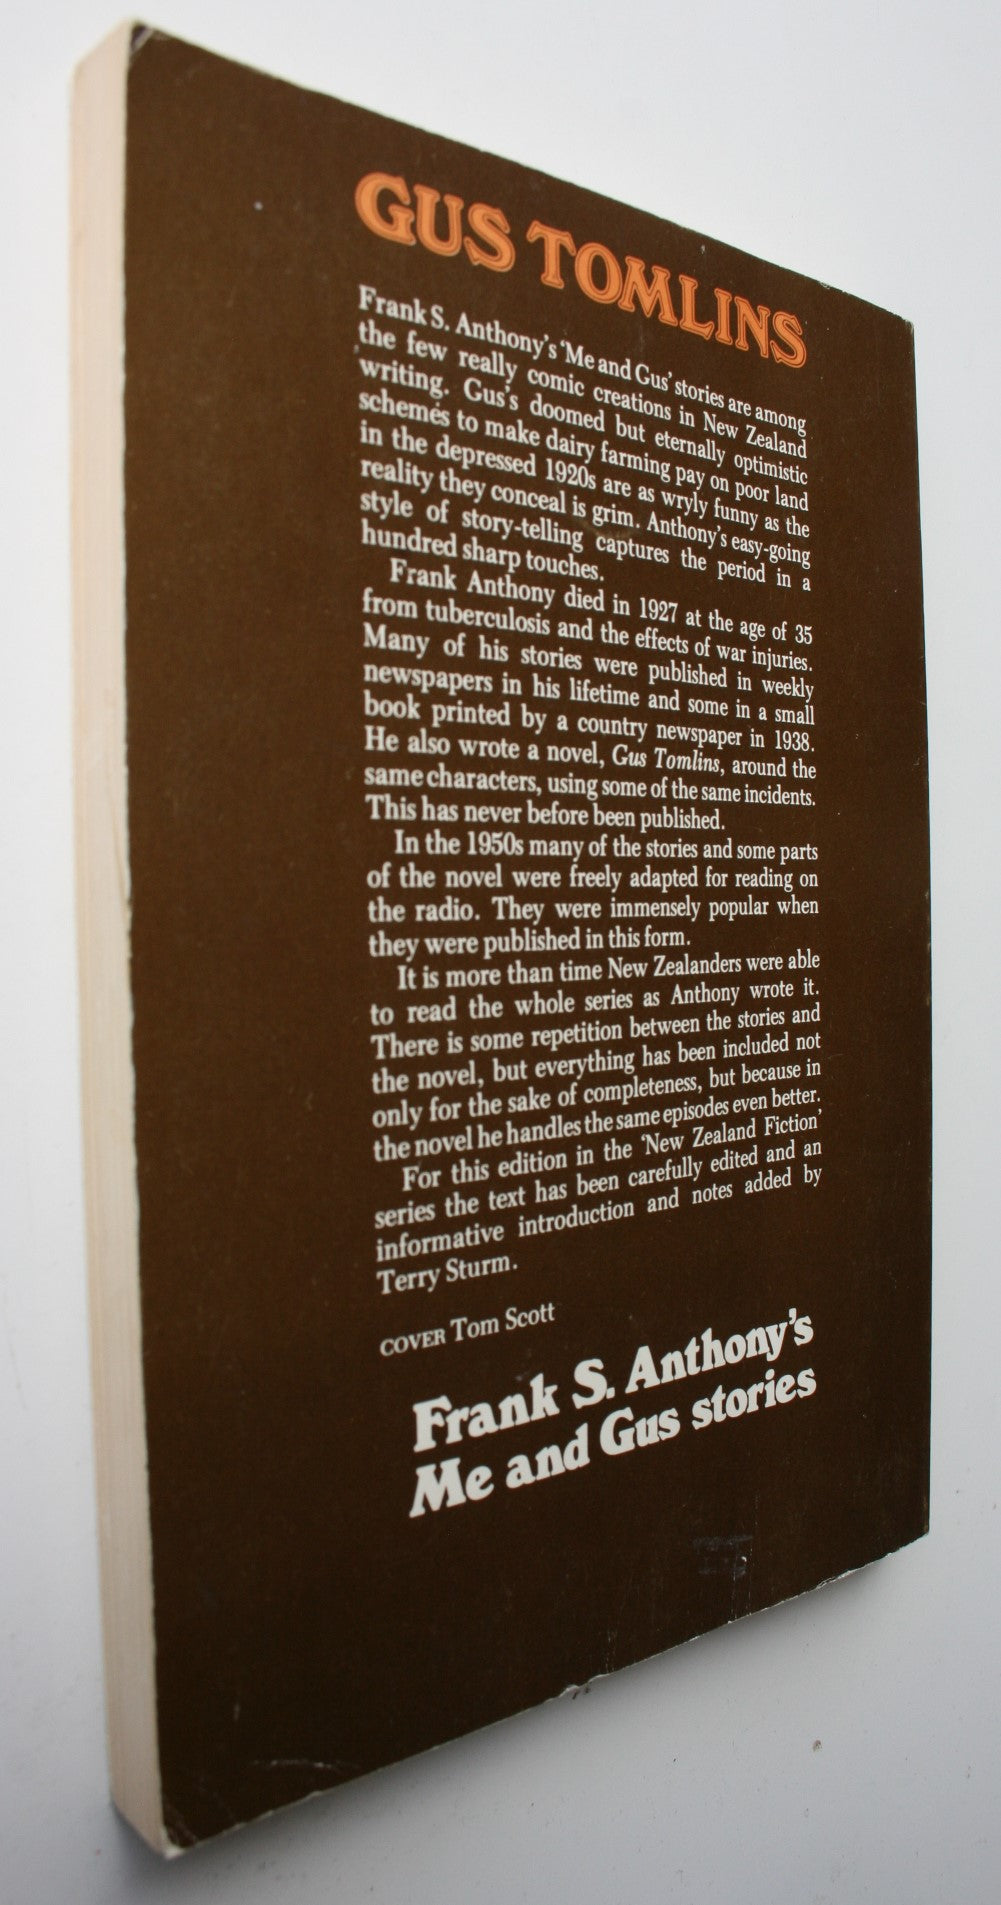 GUS TOMLINS
Frank S. Anthony's 'Me and Gus' stories are among
the few really comic creations in New Zealand
writing. Gus's doomed but eternally optimistic
schemes to make dairy farming pay on poor land
in the depressed 1920s are as wryly funny as the
reality they conceal is grim. Anthony's easy-going
style of story-telling captures the period in a
hundred sharp touches.
Frank Anthony died in 1927 at the age of 35
from tuberculosis and the effects of war injuries.
Many of his stories were published in weekly
newspapers in his lifetime and some in a small
book printed by a country newspaper in 1938.
He also wrote a novel, Gus Tomlins, around the
same characters, using some of the same incidents.
This has never before been published.
In the 1950s many of the stories and some parts
of the novel were freely adapted for reading on
the radio. They were immensely popular when
they were published in this form.
It is more than time New Zealanders were able
to read the whole series as Anthony wrote it.
There is some repetition between the stories and
the novel, but everything has been included not
only for the sake of completeness, but because in
the novel he handles the same episodes even better.
For this edition in the 'New Zealand Fiction'
series the text has been carefully edited and an
informative introduction and notes added by
Terry Sturm.
COVER Tom Scott
Frank S. Anthony's
Me and Gus stories